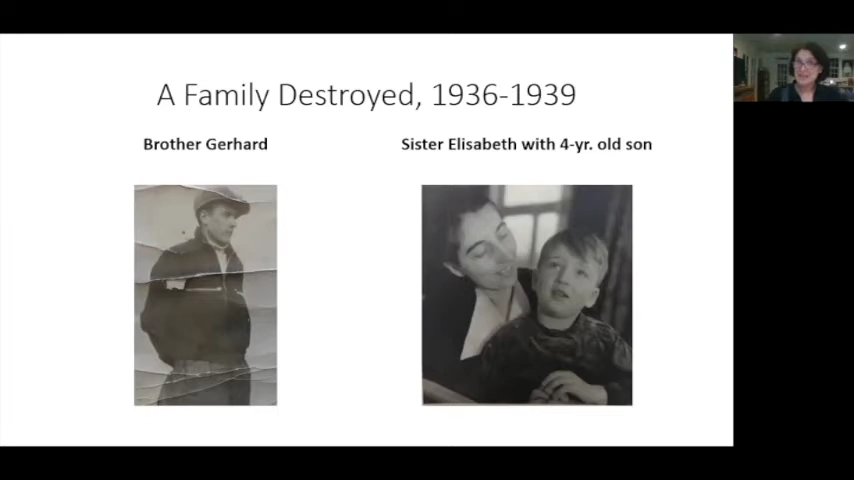 A Family Destroyed, 1936-1939
Brother Gerhard
Sister Elisabeth with 4-yr. old son